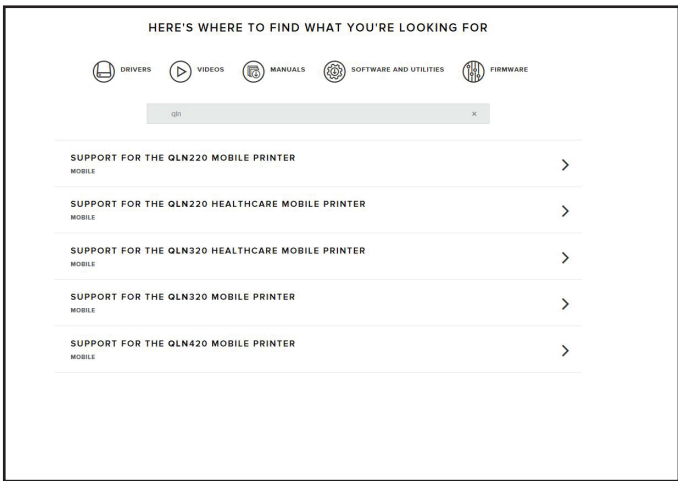 HERE'S WHERE TO FIND WHAT YOU'RE LOOKING FOR
DRIVERS VIDEOS MANUALS SOFTWARE AND UTILITIES FIRMWARE
qln ×
SUPPORT FOR THE QLN220 MOBILE PRINTER
MOBILE
SUPPORT FOR THE QLN220 HEALTHCARE MOBILE PRINTER
MOBILE
SUPPORT FOR THE QLN320 HEALTHCARE MOBILE PRINTER
MOBILE
SUPPORT FOR THE QLN320 MOBILE PRINTER
MOBILE
SUPPORT FOR THE QLN420 MOBILE PRINTER
MOBILE